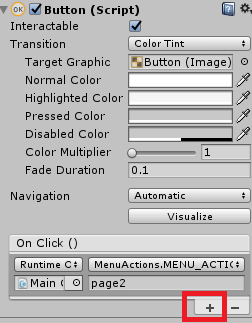 OK Button (Script)
Interactable
Transition Color Tint
Target Graphic Button (Image)
Normal Color
Highlighted Color
Pressed Color
Disabled Color
Color Multiplier 1
Fade Duration 0.1
Navigation Automatic
Visualize
On Click ()
Runtime O MenuActions.MENU_ACTI
Main page2
+ −